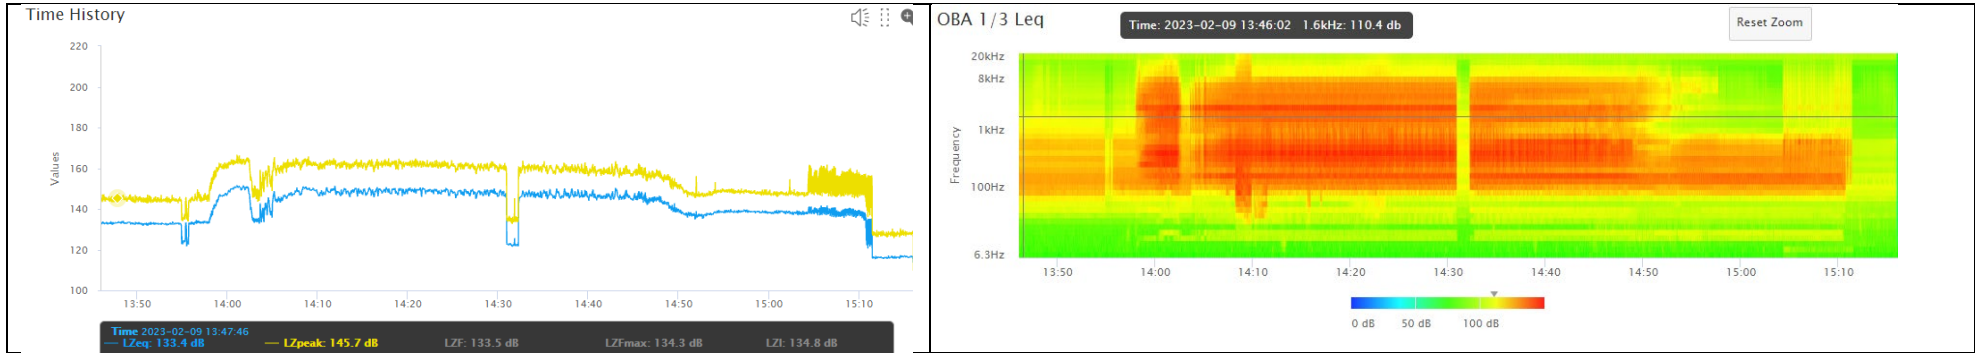 Time History
220
200
180
160
140
120
100
Values
13:50 14:00 14:10 14:20 14:30 14:40 14:50 15:00 15:10
Time 2023-02-09 13:47:46
LZeq: 133.4 dB LZpeak: 145.7 dB LZF: 133.5 dB LZFmax: 134.3 dB LZI: 134.8 dB
OBA 1/3 Leq
Time: 2023-02-09 13:46:02 1.6kHz: 110.4 db
Reset Zoom
20kHz
8kHz
1kHz
100Hz
6.3Hz
Frequency
13:50 14:00 14:10 14:20 14:30 14:40 14:50 15:00 15:10
0 dB 50 dB 100 dB